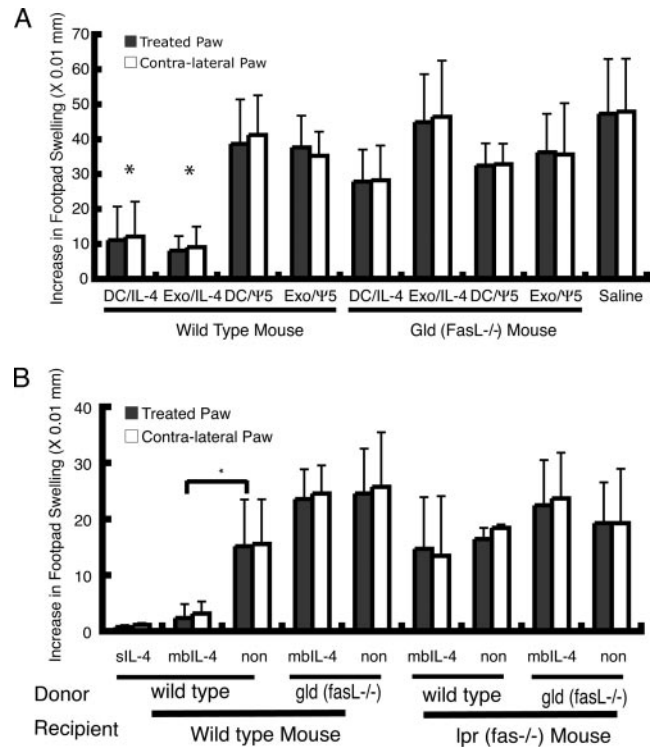 A
Increase in Footpad Swelling (X 0.01 mm)
70
60
50
40
30
20
10
0
Treated Paw
Contra-lateral Paw
* *
DC/IL-4 Exo/IL-4 DC/Ψ5 Exo/Ψ5 DC/IL-4 Exo/IL-4 DC/Ψ5 Exo/Ψ5 Saline
Wild Type Mouse Gld (FasL-/-) Mouse
B
Increase in Footpad Swelling (X 0.01 mm)
40
30
20
10
0
Treated Paw
Contra-lateral Paw
*
sIL-4 mbIL-4 non mbIL-4 non mbIL-4 non mbIL-4 non
Donor wild type gld (fasL-/-) wild type gld (fasL-/-)
Recipient Wild type Mouse lpr (fas-/-) Mouse